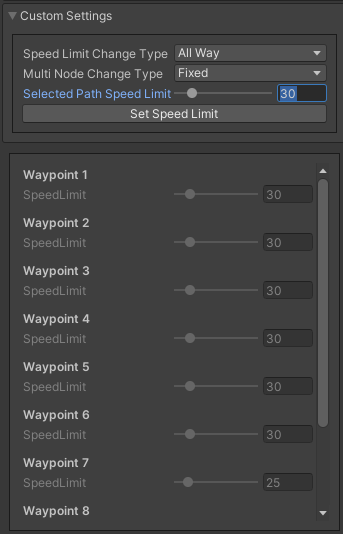 Custom Settings
Speed Limit Change Type All Way
Multi Node Change Type Fixed
Selected Path Speed Limit 30
Set Speed Limit
Waypoint 1
SpeedLimit 30
Waypoint 2
SpeedLimit 30
Waypoint 3
SpeedLimit 30
Waypoint 4
SpeedLimit 30
Waypoint 5
SpeedLimit 30
Waypoint 6
SpeedLimit 30
Waypoint 7
SpeedLimit 25
Waypoint 8